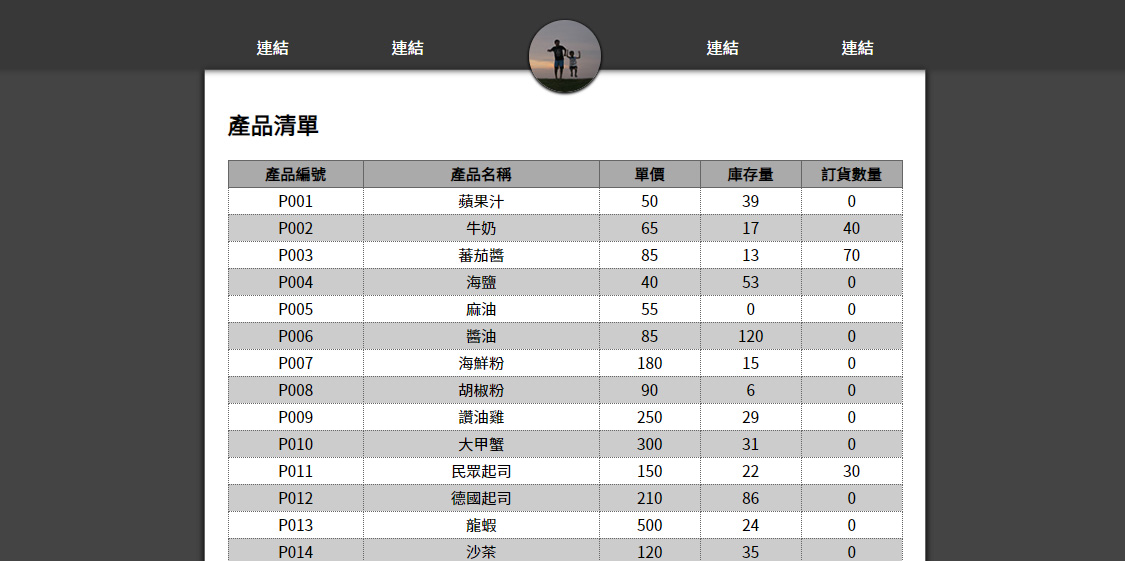 連結 連結 連結 連結
產品清單
產品編號 產品名稱 單價 庫存量 訂貨數量
P001 蘋果汁 50 39 0
P002 牛奶 65 17 40
P003 蕃茄醬 85 13 70
P004 海鹽 40 53 0
P005 麻油 55 0 0
P006 醬油 85 120 0
P007 海鮮粉 180 15 0
P008 胡椒粉 90 6 0
P009 讚油雞 250 29 0
P010 大甲蟹 300 31 0
P011 民眾起司 150 22 30
P012 德國起司 210 86 0
P013 龍蝦 500 24 0
P014 沙茶 120 35 0